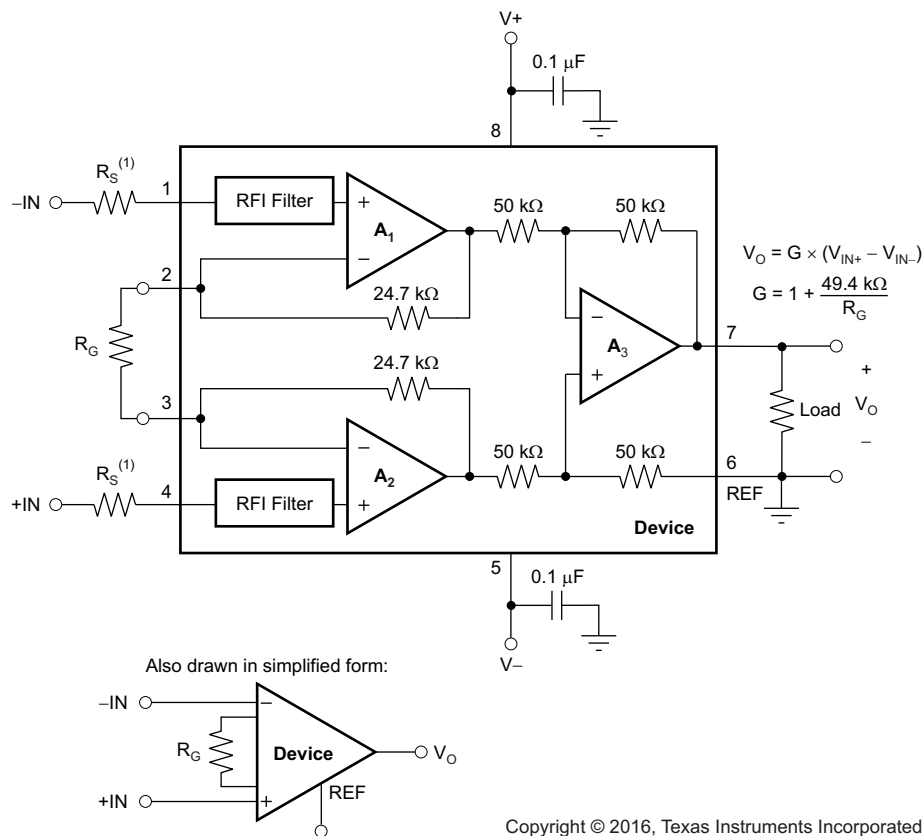 V+
0.1 μF
8
R_S^(1)
–IN
1
RFI Filter
+
A_1
–
50 kΩ
50 kΩ
V_O = G × (V_IN+ – V_IN–)
G = 1 + 49.4 kΩ / R_G
2
24.7 kΩ
R_G
–
A_3
+
7
24.7 kΩ
+
Load
V_O
–
3
–
A_2
+
50 kΩ
50 kΩ
6
REF
R_S^(1)
+IN
4
RFI Filter
Device
5
0.1 μF
V–
Also drawn in simplified form:
–IN
–
R_G
Device
V_O
+IN
+
REF
Copyright © 2016, Texas Instruments Incorporated